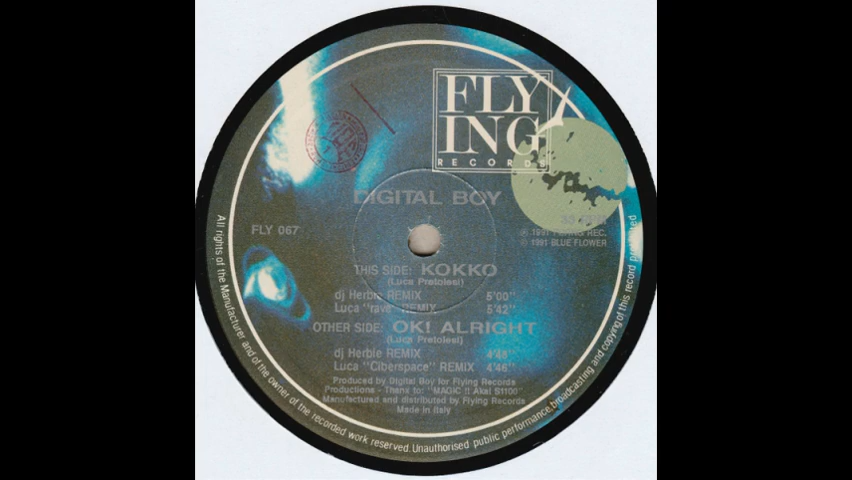 FLY
ING
RECORDS
DIGITAL BOY
FLY 067
33 RPM
℗ 1991 FLYING REC.
© 1991 BLUE FLOWER
THIS SIDE: KOKKO
(Luca Pretolesi)
dj Herbie REMIX 5'00"
Luca "rave" REMIX 5'42"
OTHER SIDE: OK! ALRIGHT
(Luca Pretolesi)
dj Herbie REMIX 4'48"
Luca "Ciberspace" REMIX 4'46"
Produced by Digital Boy for Flying Records
Productions - Thanx to: "MAGIC !! Akai S1100"
Manufactured and distributed by Flying Records
Made in Italy
All rights of the Manufacturer and of the owner of the recorded work reserved. Unauthorised public performance, broadcasting and copying of this record prohibited